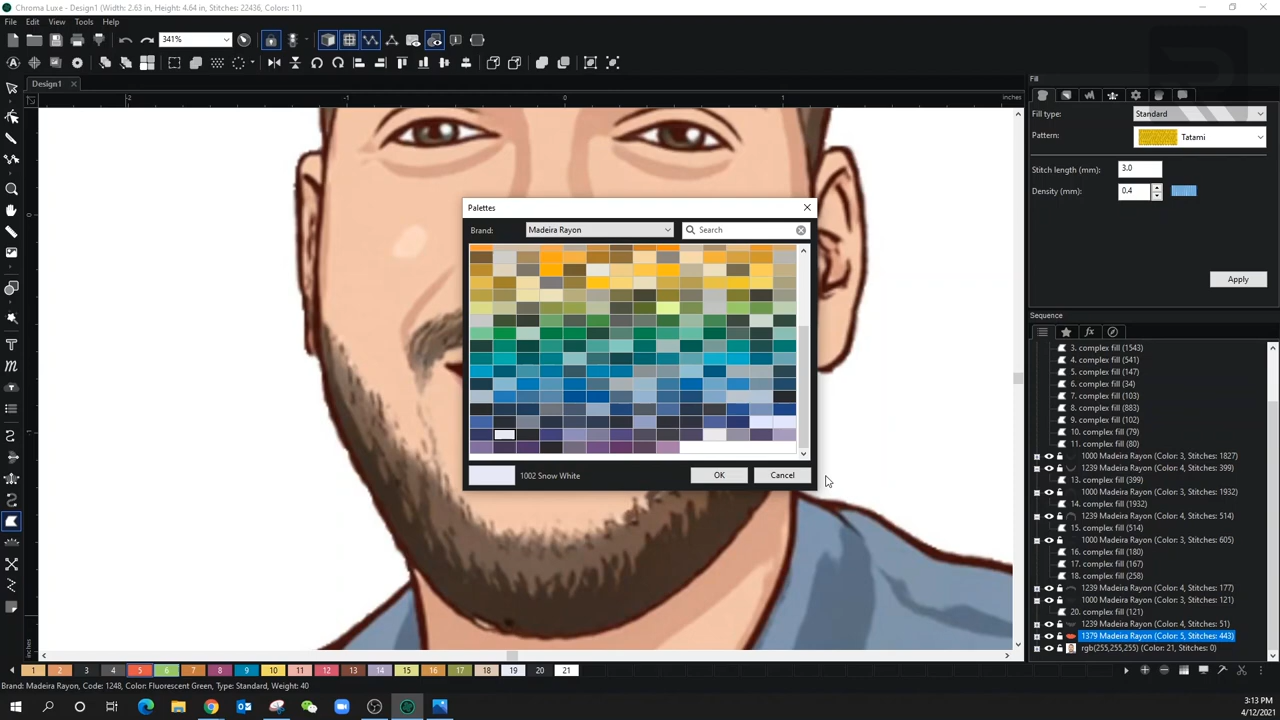 Chroma Luxe - Design1 (Width: 2.63 in, Height: 4.64 in, Stitches: 22436, Colors: 11)
File Edit View Tools Help
341%
Design1
-2 -1 0 1 inches
0
-1
inches
Palettes
Brand: Madeira Rayon Search
1002 Snow White OK Cancel
Fill
Fill type: Standard
Pattern: Tatami
Stitch length (mm): 3.0
Density (mm): 0.4
Apply
Sequence
3. complex fill (1543)
4. complex fill (541)
5. complex fill (147)
6. complex fill (34)
7. complex fill (103)
8. complex fill (883)
9. complex fill (102)
10. complex fill (79)
11. complex fill (80)
1000 Madeira Rayon (Color: 3, Stitches: 1827)
1239 Madeira Rayon (Color: 4, Stitches: 399)
13. complex fill (399)
1000 Madeira Rayon (Color: 3, Stitches: 1932)
14. complex fill (1932)
1239 Madeira Rayon (Color: 4, Stitches: 514)
15. complex fill (514)
1000 Madeira Rayon (Color: 3, Stitches: 605)
16. complex fill (180)
17. complex fill (167)
18. complex fill (258)
1239 Madeira Rayon (Color: 4, Stitches: 177)
1000 Madeira Rayon (Color: 3, Stitches: 121)
20. complex fill (121)
1239 Madeira Rayon (Color: 4, Stitches: 51)
1379 Madeira Rayon (Color: 5, Stitches: 443)
rgb(255,255,255) (Color: 21, Stitches: 0)
1 2 3 4 5 6 7 8 9 10 11 12 13 14 15 16 17 18 19 20 21
Brand: Madeira Rayon, Code: 1248, Color: Fluorescent Green, Type: Standard, Weight: 40
3:13 PM
4/12/2021